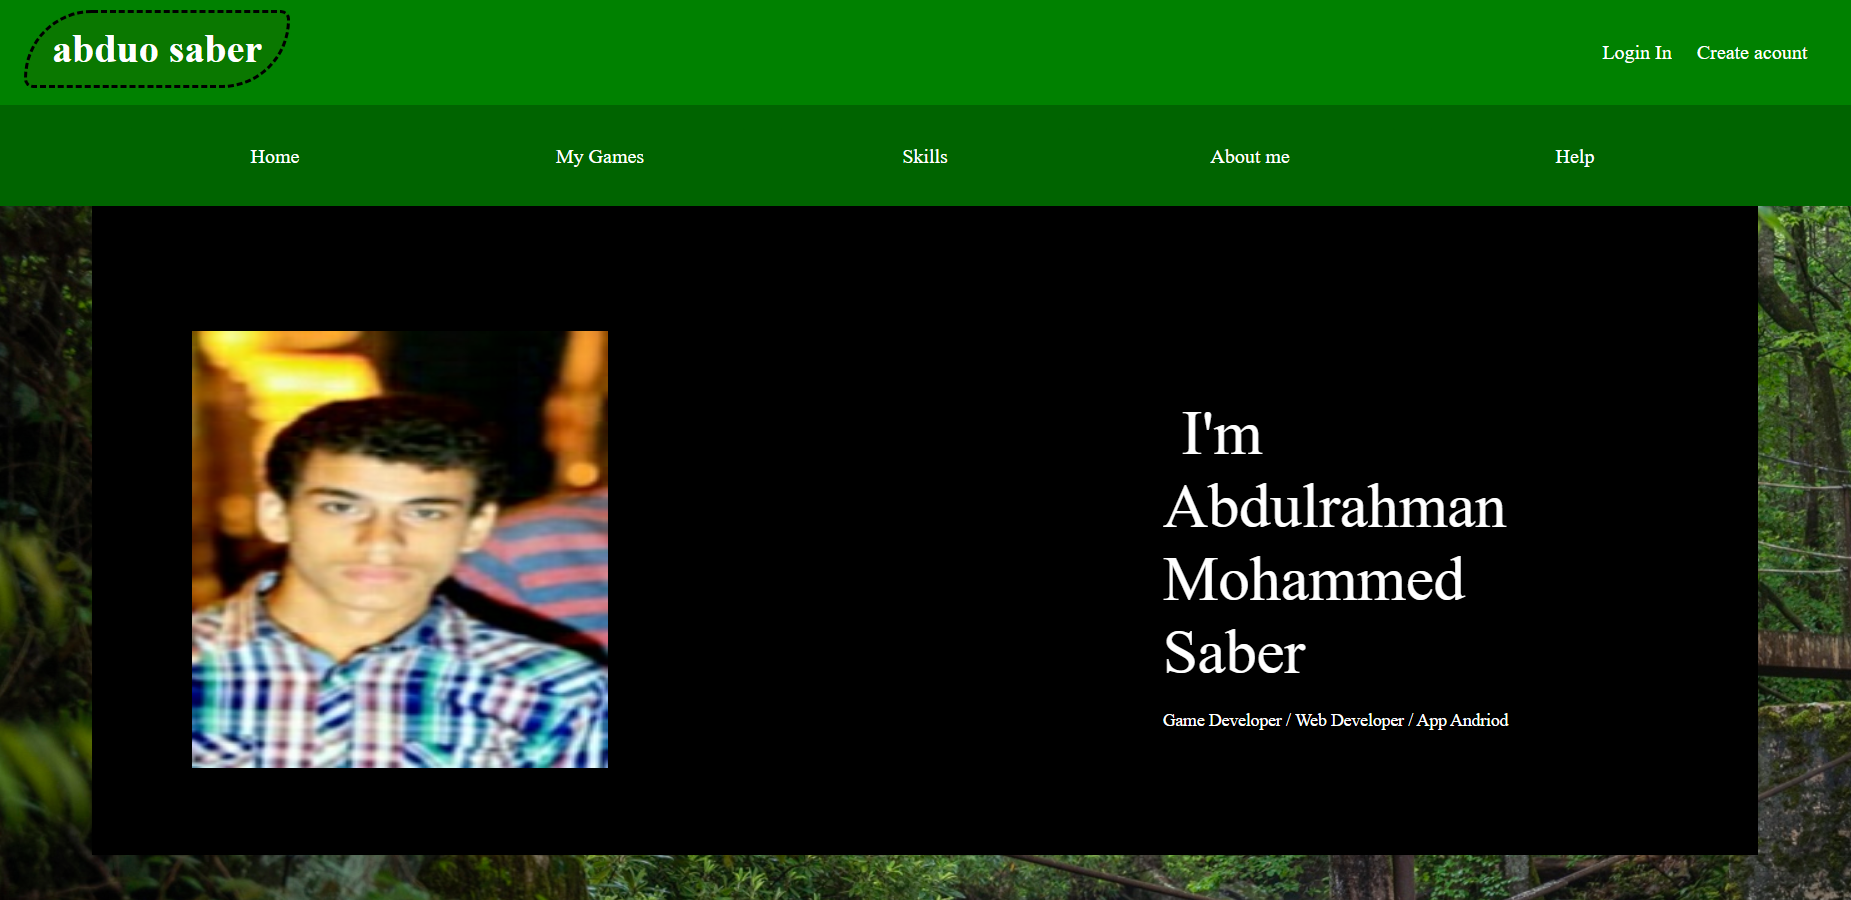 abduo saber
Login In
Create acount
Home
My Games
Skills
About me
Help
I'm
Abdulrahman
Mohammed
Saber
Game Developer / Web Developer / App Andriod